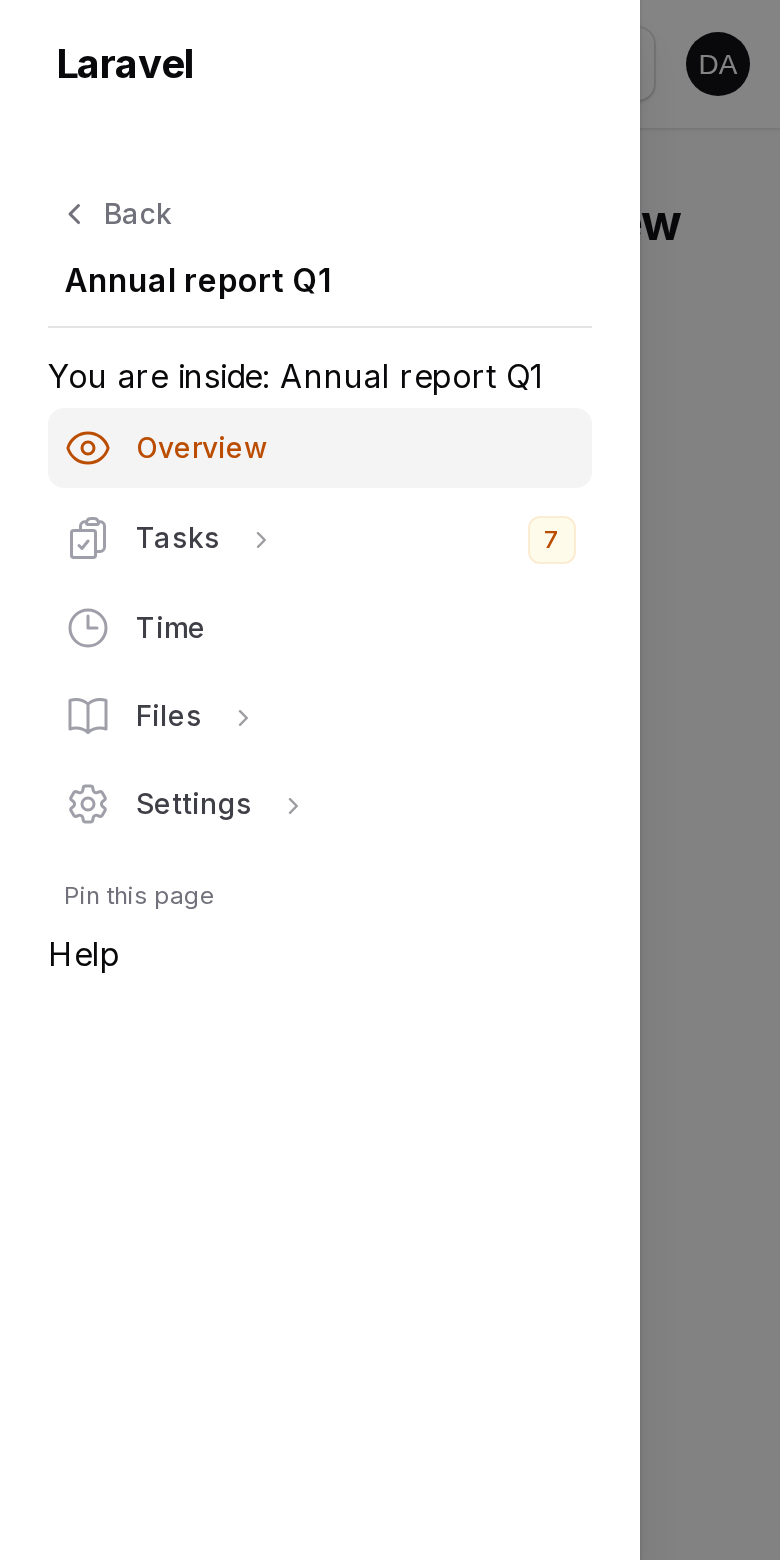 Laravel
DA
Back
ew
Annual report Q1
You are inside: Annual report Q1
Overview
Tasks
7
Time
Files
Settings
Pin this page
Help